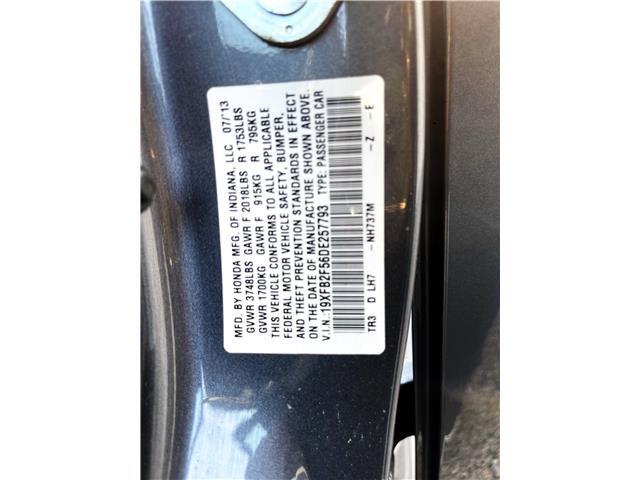 MFD. BY HONDA MFG. OF INDIANA, LLC 07/13
GVWR 3748LBS GAWR F 2018LBS R 1753LBS
GVWR 1700KG GAWR F 915KG R 795KG
THIS VEHICLE CONFORMS TO ALL APPLICABLE
FEDERAL MOTOR VEHICLE SAFETY, BUMPER,
AND THEFT PREVENTION STANDARDS IN EFFECT
ON THE DATE OF MANUFACTURE SHOWN ABOVE.
V.I.N.:19XFB2F56DE257793 TYPE: PASSENGER CAR
TR3 D LH7 -NH737M -Z -E